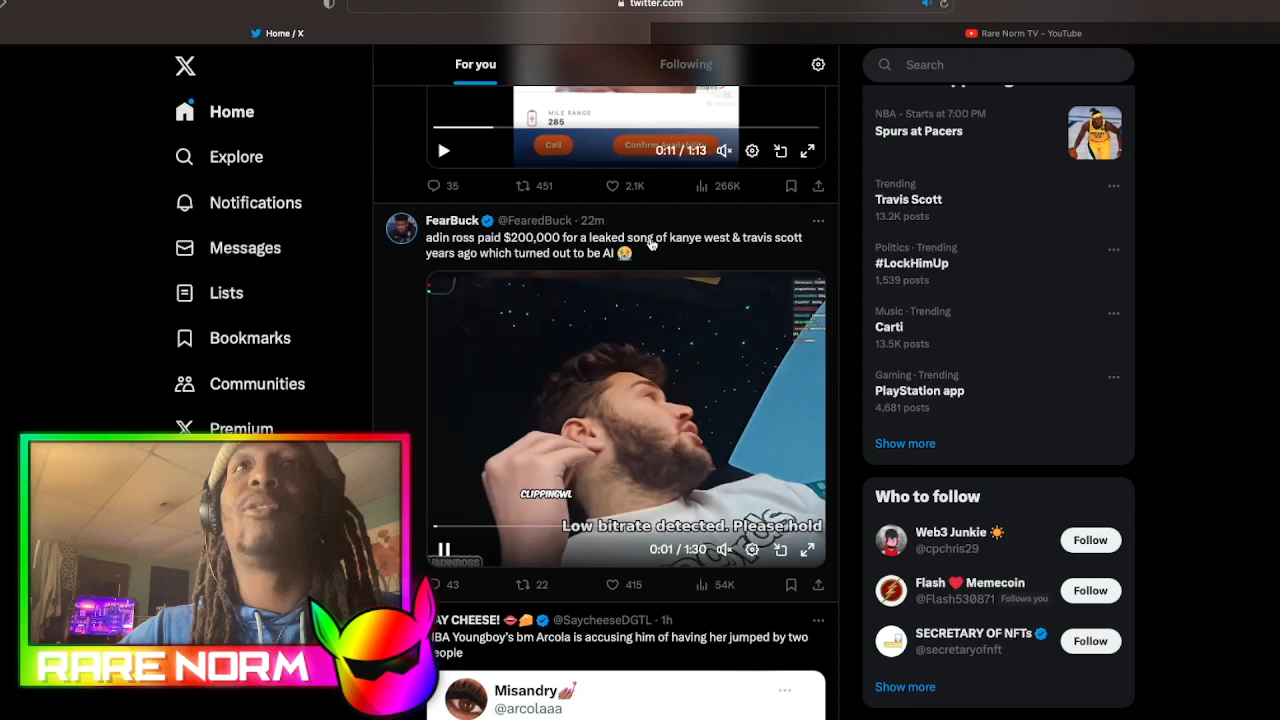 twitter.com
Home / X
Rare Norm TV - YouTube
For you
Following
Search
Home
Explore
Notifications
Messages
Lists
Bookmarks
Communities
Premium
MILE RANGE
285
Call
Confirm Availability
0:11 / 1:13
35
451
2.1K
266K
FearBuck @FearedBuck · 22m
adin ross paid $200,000 for a leaked song of kanye west & travis scott
years ago which turned out to be AI 😭
CLIPPINGWL
Low bitrate detected. Please hold
0:01 / 1:30
43
22
415
54K
AY CHEESE! 👄🧀 @SaycheeseDGTL · 1h
NBA Youngboy's bm Arcola is accusing him of having her jumped by two
people
Misandry💅🏽
@arcolaaa
NBA · Starts at 7:00 PM
Spurs at Pacers
Trending
Travis Scott
13.2K posts
Politics · Trending
#LockHimUp
1,539 posts
Music · Trending
Carti
13.5K posts
Gaming · Trending
PlayStation app
4,681 posts
Show more
Who to follow
Web3 Junkie ☀️
@cpchris29
Follow
Flash ❤️ Memecoin
@Flash530871 Follows you
Follow
SECRETARY OF NFTs
@secretaryofnft
Follow
Show more
RARE NORM